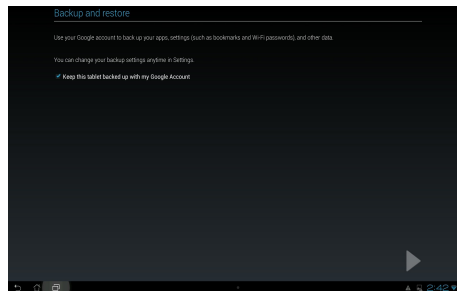 Backup and restore
Use your Google account to back up your apps, settings (such as bookmarks and Wi-Fi passwords), and other data.
You can change your backup settings anytime in Settings.
Keep this tablet backed up with my Google Account
2:42